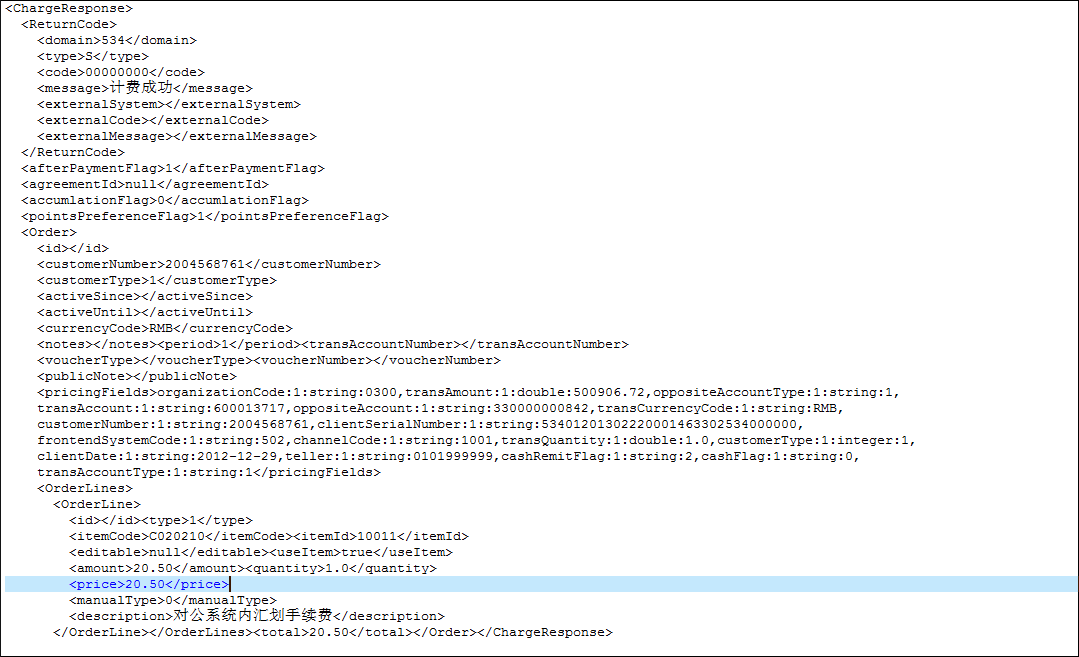 <ChargeResponse>
<ReturnCode>
<domain>534</domain>
<type>S</type>
<code>00000000</code>
<message>计费成功</message>
<externalSystem></externalSystem>
<externalCode></externalCode>
<externalMessage></externalMessage>
</ReturnCode>
<afterPaymentFlag>1</afterPaymentFlag>
<agreementId>null</agreementId>
<accumlationFlag>0</accumlationFlag>
<pointsPreferenceFlag>1</pointsPreferenceFlag>
<Order>
<id></id>
<customerNumber>2004568761</customerNumber>
<customerType>1</customerType>
<activeSince></activeSince>
<activeUntil></activeUntil>
<currencyCode>RMB</currencyCode>
<notes></notes><period>1</period><transAccountNumber></transAccountNumber>
<voucherType></voucherType><voucherNumber></voucherNumber>
<publicNote></publicNote>
<pricingFields>organizationCode:1:string:0300,transAmount:1:double:500906.72,oppositeAccountType:1:string:1,
transAccount:1:string:600013717,oppositeAccount:1:string:330000000842,transCurrencyCode:1:string:RMB,
customerNumber:1:string:2004568761,clientSerialNumber:1:string:53401201302220001463302534000000,
frontendSystemCode:1:string:502,channelCode:1:string:1001,transQuantity:1:double:1.0,customerType:1:integer:1,
clientDate:1:string:2012-12-29,teller:1:string:0101999999,cashRemitFlag:1:string:2,cashFlag:1:string:0,
transAccountType:1:string:1</pricingFields>
<OrderLines>
<OrderLine>
<id></id><type>1</type>
<itemCode>C020210</itemCode><itemId>10011</itemId>
<editable>null</editable><useItem>true</useItem>
<amount>20.50</amount><quantity>1.0</quantity>
<price>20.50</price>
<manualType>0</manualType>
<description>对公系统内汇划手续费</description>
</OrderLine></OrderLines><total>20.50</total></Order></ChargeResponse>